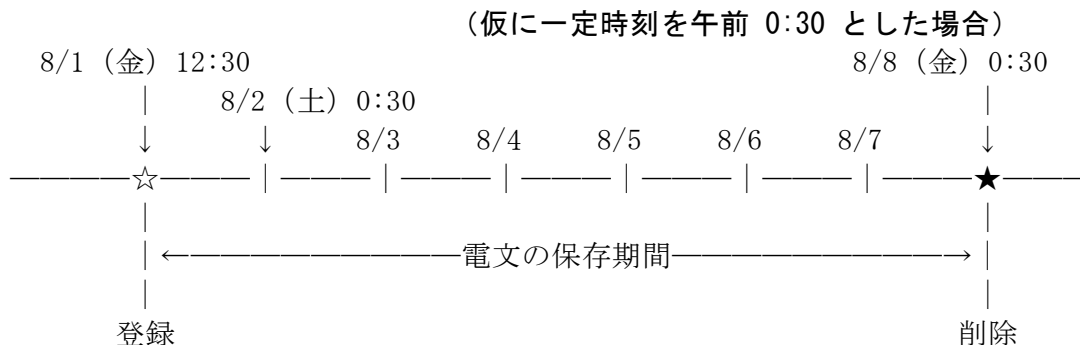 （仮に一定時刻を午前 0:30 とした場合）
8/1（金）12:30 8/8（金）0:30
8/2（土）0:30
8/3 8/4 8/5 8/6 8/7
☆ ★
電文の保存期間
登録 削除